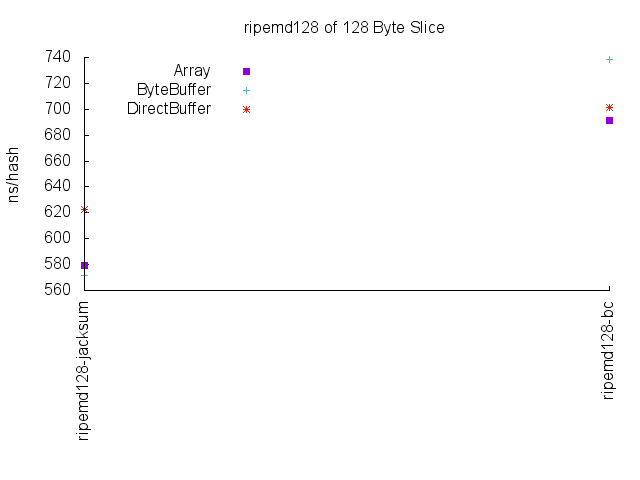 ripemd128 of 128 Byte Slice
740
720
700
680
660
640
620
600
580
560
ns/hash
Array
ByteBuffer
DirectBuffer
ripemd128-jacksum
ripemd128-bc